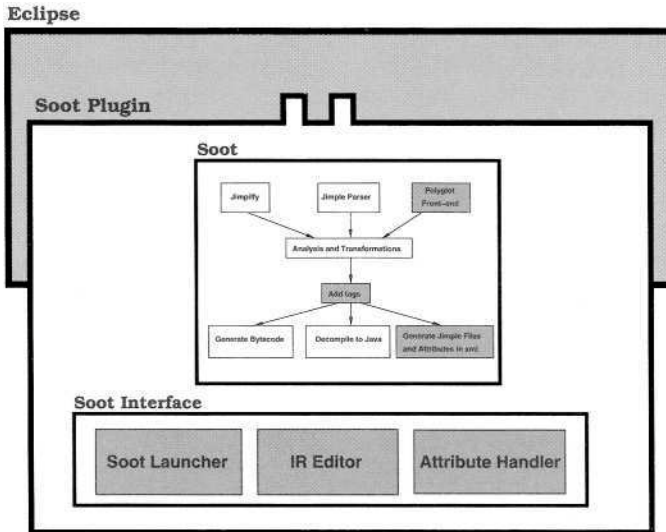 Eclipse
Soot Plugin
Soot
Jimplify
Jimple Parser
Polyglot
Front-end
Analysis and Transformations
Add tags
Generate Bytecode
Decompile to Java
Generate Jimple Files
and Attributes in xml
Soot Interface
Soot Launcher
IR Editor
Attribute Handler